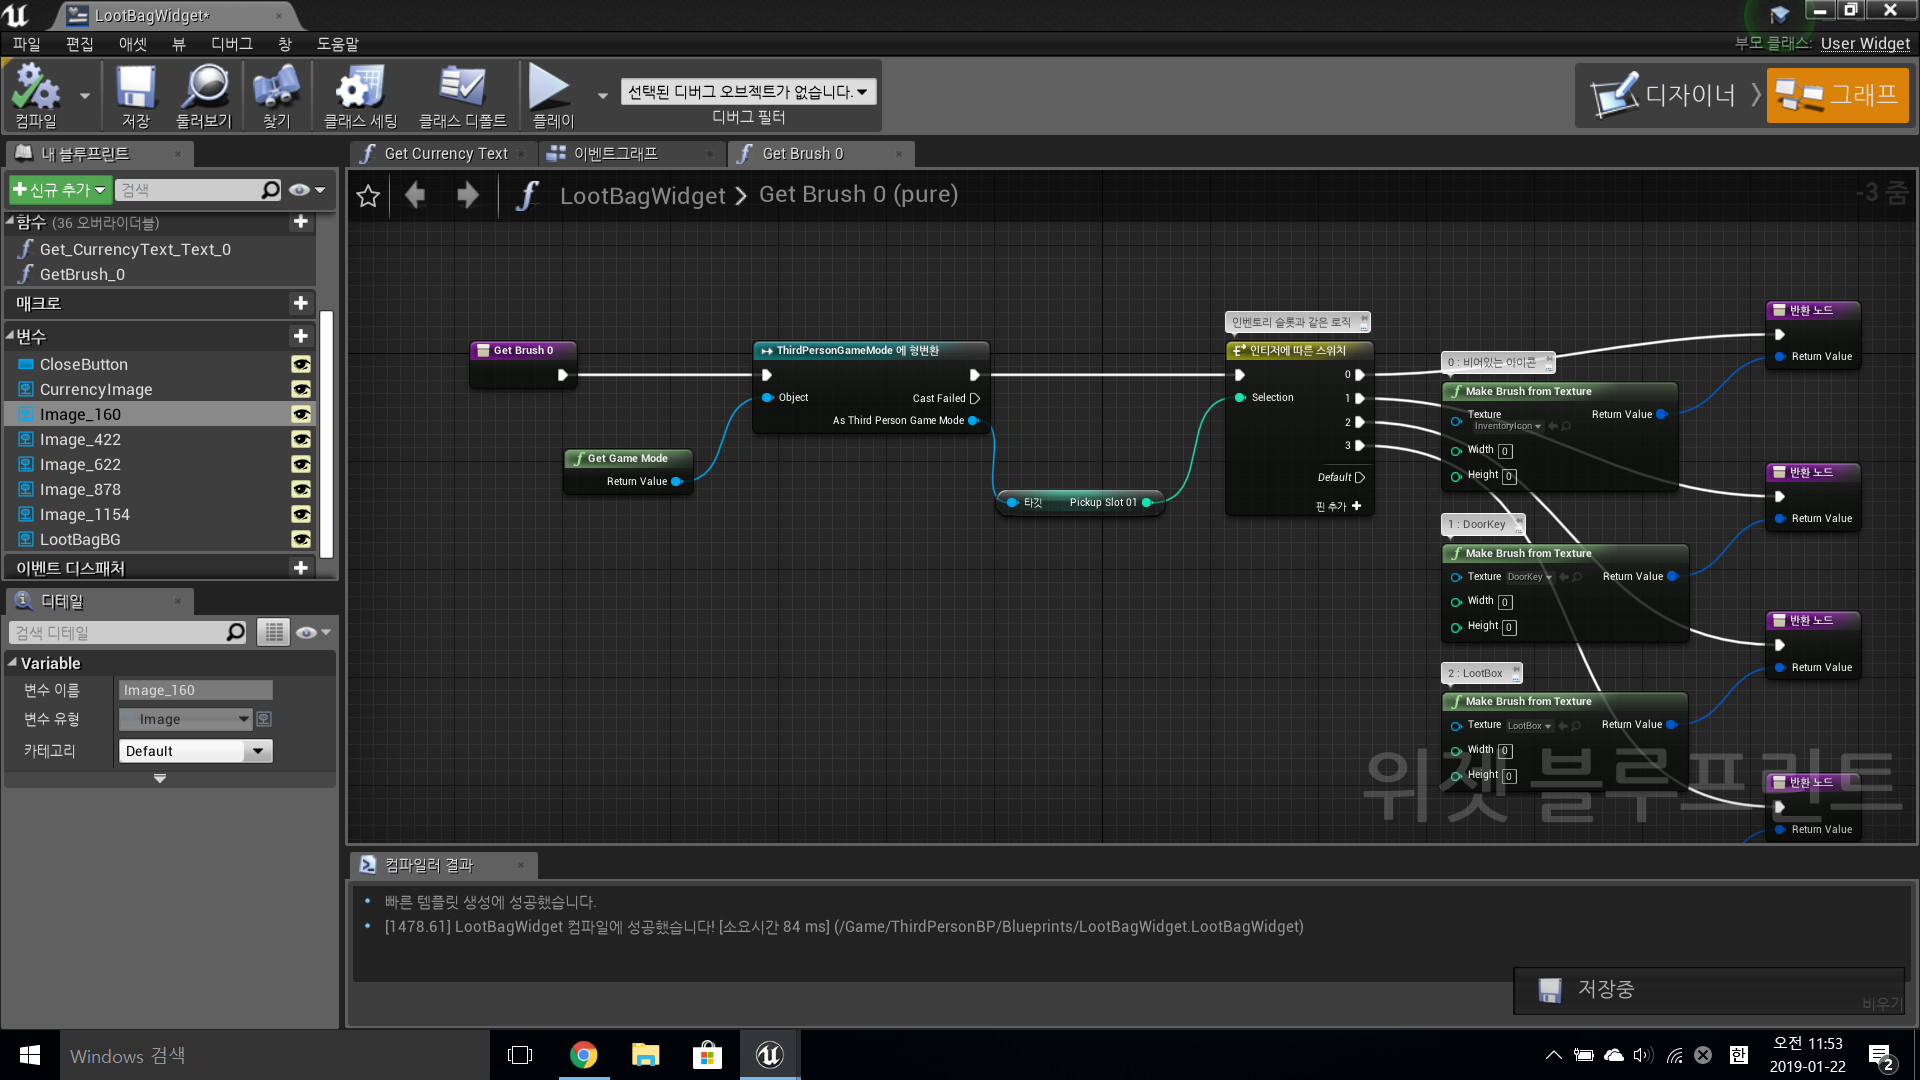 LootBagWidget*
파일 편집 애셋 뷰 디버그 창 도움말
부모 클래스: User Widget
컴파일 저장 둘러보기 찾기 클래스 세팅 클래스 디폴트 플레이
선택된 디버그 오브젝트가 없습니다.
디버그 필터
디자이너 그래프
내 블루프린트
Get Currency Text 이벤트그래프 Get Brush 0
신규 추가 검색
LootBagWidget > Get Brush 0 (pure)
-3 줌
함수 (36 오버라이더블)
Get_CurrencyText_Text_0
GetBrush_0
매크로
변수
CloseButton
CurrencyImage
Image_160
Image_422
Image_622
Image_878
Image_1154
LootBagBG
이벤트 디스패처
디테일
검색 디테일
Variable
변수 이름 Image_160
변수 유형 Image
카테고리 Default
Get Brush 0
Get Game Mode
Return Value
ThirdPersonGameMode 에 형변환
Object
Cast Failed
As Third Person Game Mode
타깃 Pickup Slot 01
인벤토리 슬롯과 같은 로직
인티저에 따른 스위치
0
Selection 1
2
3
Default
핀 추가
0 : 비어있는 아이콘
Make Brush from Texture
Texture Return Value
InventoryIcon
Width 0
Height 0
1 : DoorKey
Make Brush from Texture
Texture DoorKey Return Value
Width 0
Height 0
2 : LootBox
Make Brush from Texture
Texture LootBox Return Value
Width 0
Height 0
반환 노드
Return Value
반환 노드
Return Value
반환 노드
Return Value
반환 노드
Return Value
위젯 블루프린트
컴파일러 결과
빠른 템플릿 생성에 성공했습니다.
[1478.61] LootBagWidget 컴파일에 성공했습니다! [소요시간 84 ms] (/Game/ThirdPersonBP/Blueprints/LootBagWidget.LootBagWidget)
저장중
비우기
Windows 검색
한
오전 11:53
2019-01-22
2